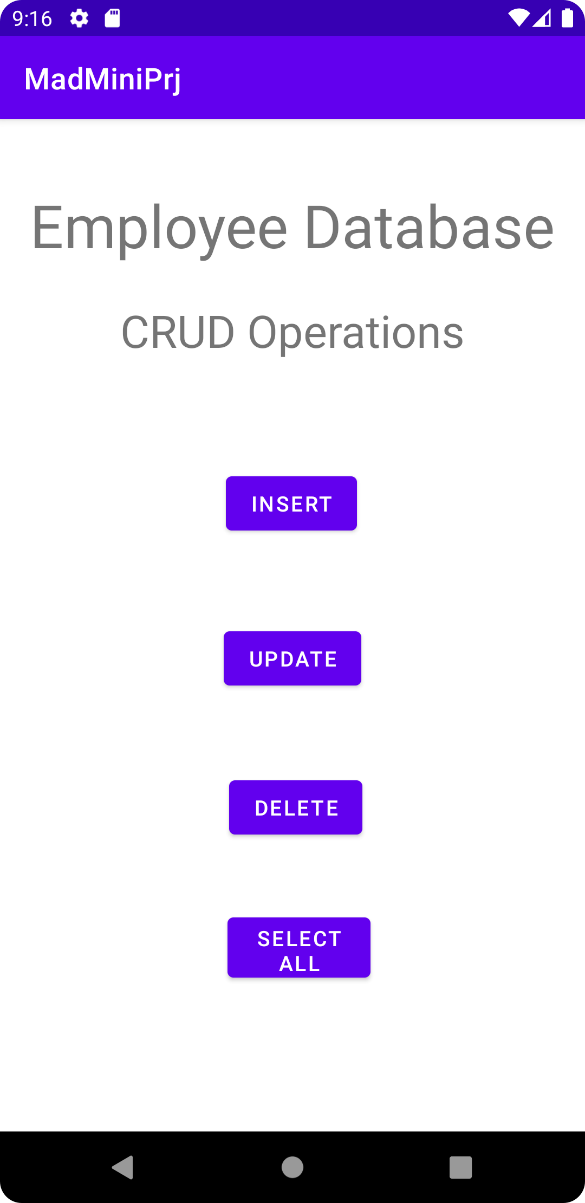 9:16
MadMiniPrj
Employee Database
CRUD Operations
INSERT
UPDATE
DELETE
SELECT
ALL